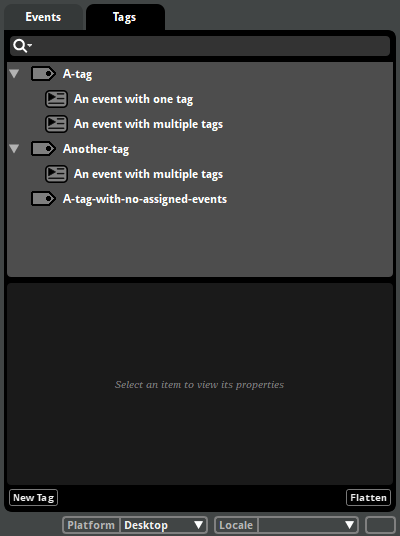 Events Tags
A-tag
An event with one tag
An event with multiple tags
Another-tag
An event with multiple tags
A-tag-with-no-assigned-events
Select an item to view its properties
New Tag Flatten
Platform Desktop Locale